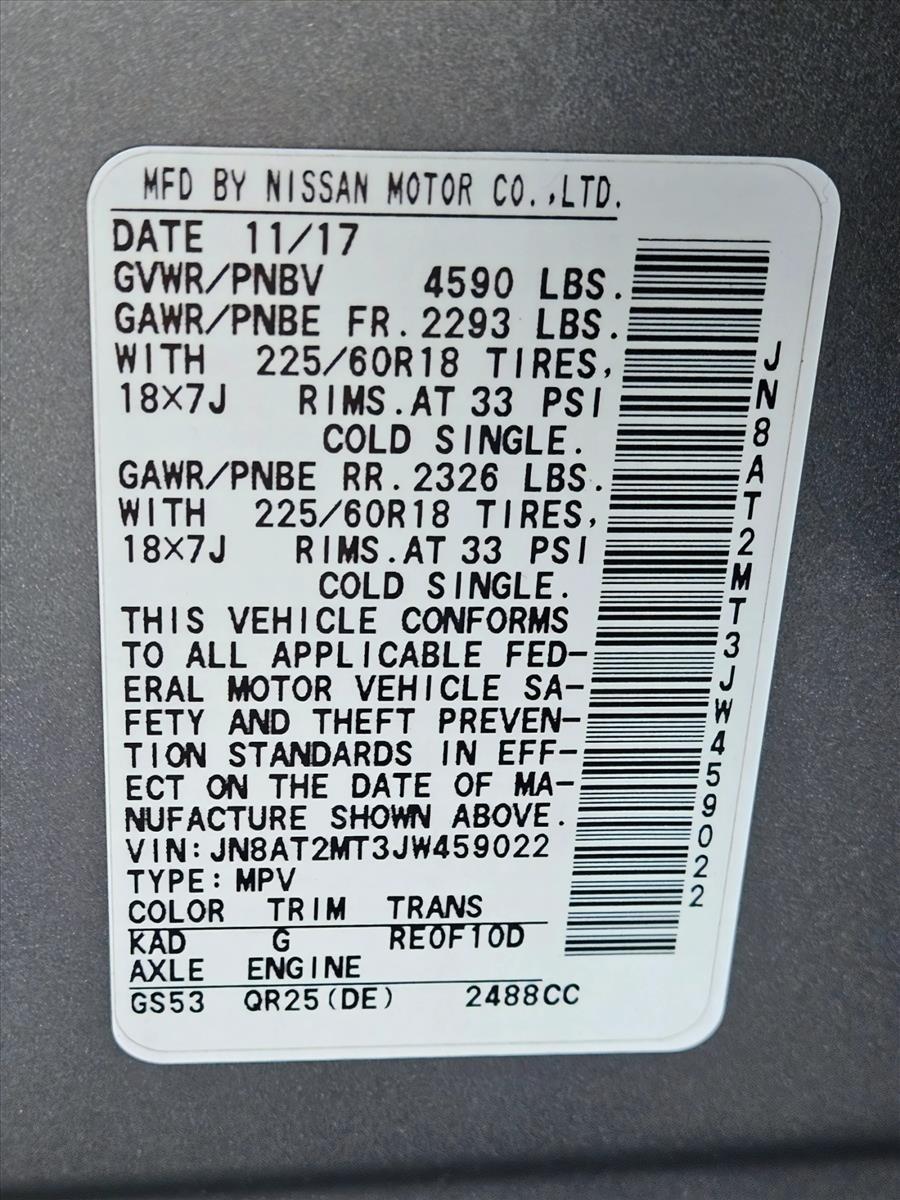 MFD BY NISSAN MOTOR CO.,LTD.
DATE 11/17
GVWR/PNBV 4590 LBS.
GAWR/PNBE FR. 2293 LBS.
WITH 225/60R18 TIRES,
18×7J RIMS.AT 33 PSI
COLD SINGLE.
GAWR/PNBE RR. 2326 LBS.
WITH 225/60R18 TIRES,
18×7J RIMS.AT 33 PSI
COLD SINGLE.
THIS VEHICLE CONFORMS
TO ALL APPLICABLE FED-
ERAL MOTOR VEHICLE SA-
FETY AND THEFT PREVEN-
TION STANDARDS IN EFF-
ECT ON THE DATE OF MA-
NUFACTURE SHOWN ABOVE.
VIN:JN8AT2MT3JW459022
TYPE:MPV
COLOR TRIM TRANS
KAD G RE0F10D
AXLE ENGINE
GS53 QR25(DE) 2488CC
JN8AT2MT3JW459022